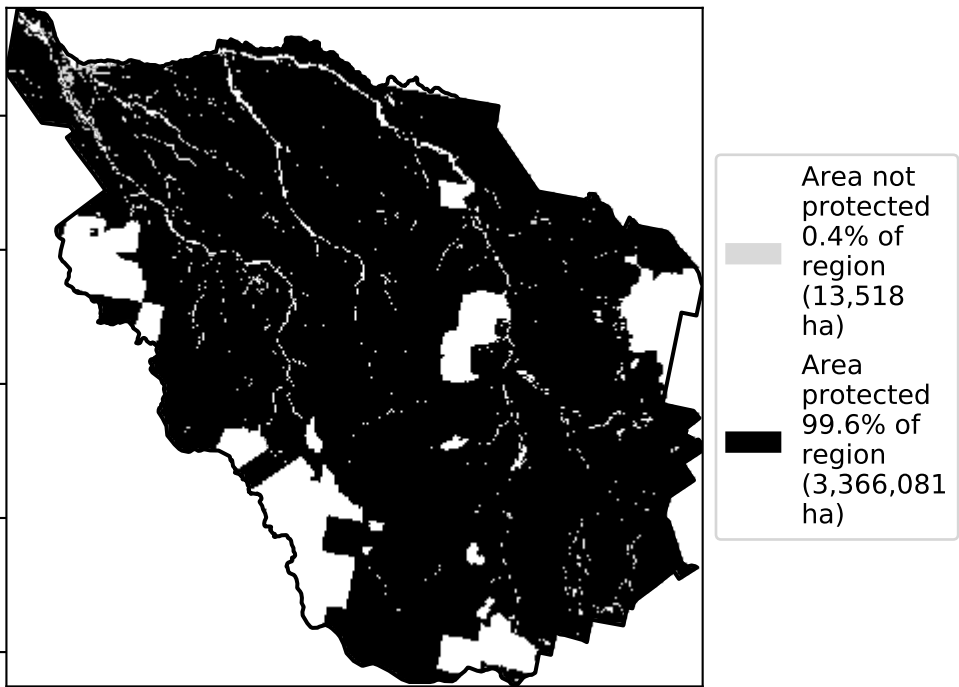 Area not
protected
0.4% of
region
(13,518
ha)
Area
protected
99.6% of
region
(3,366,081
ha)